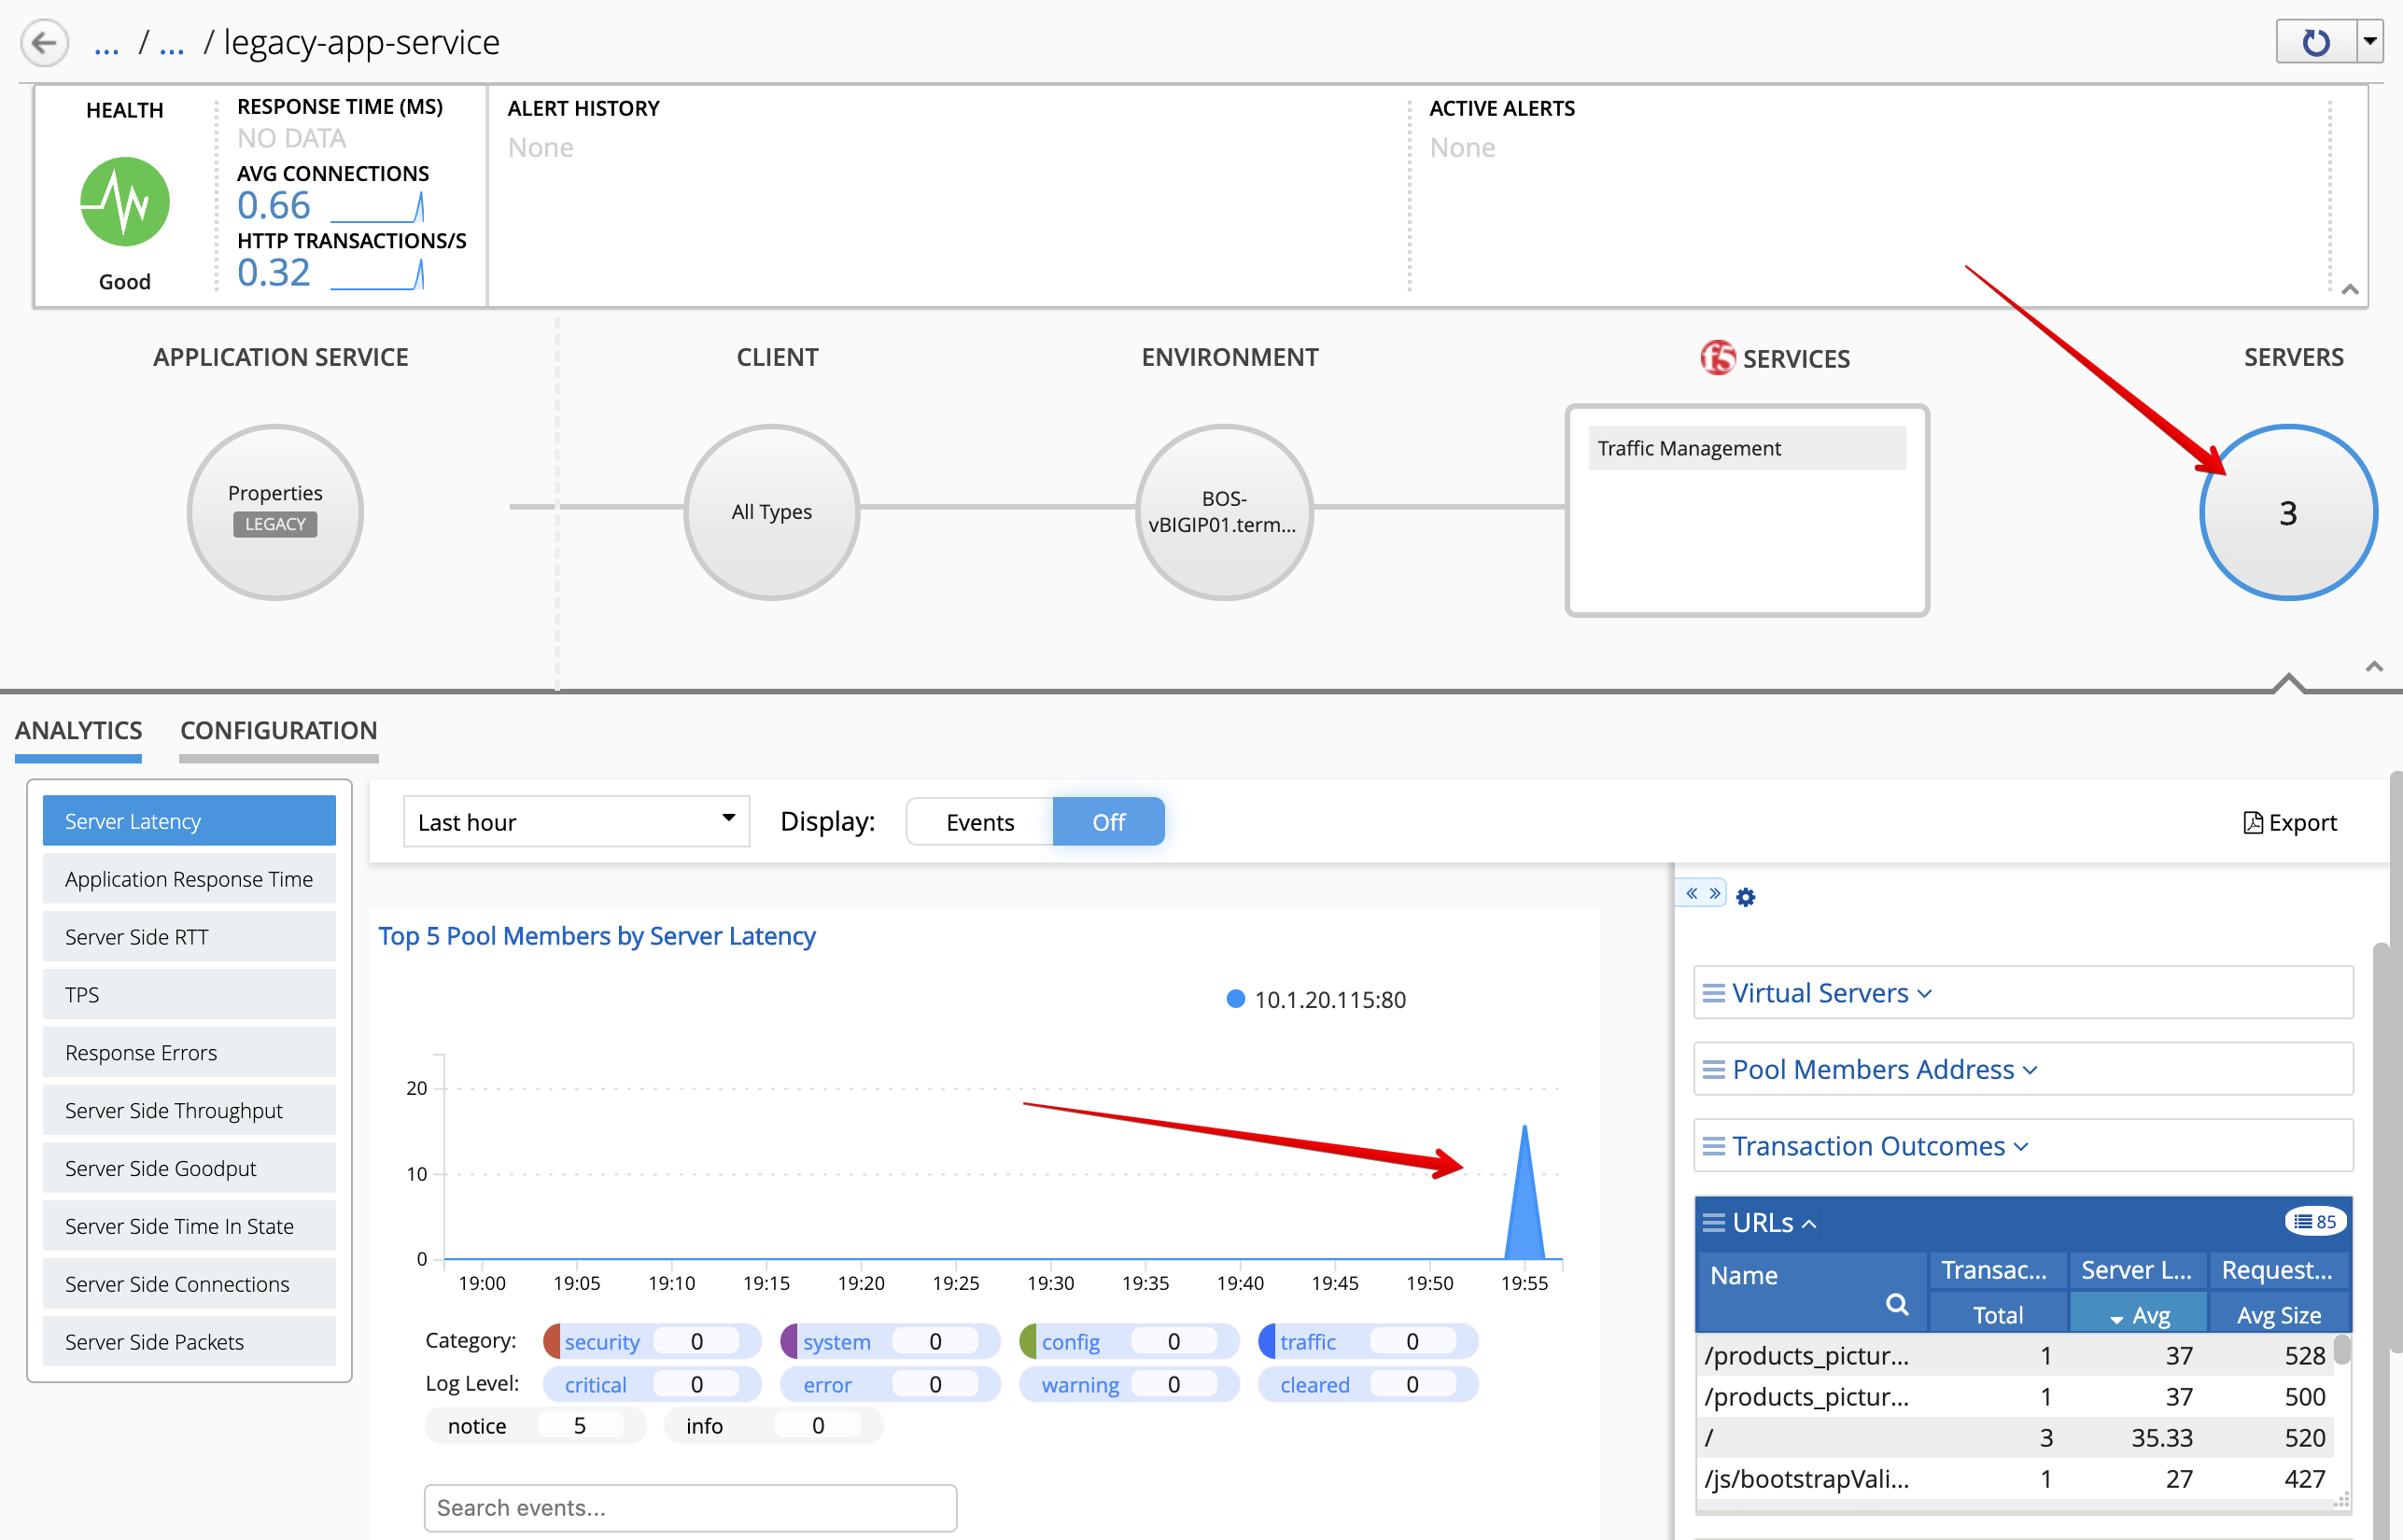 ... / ... / legacy-app-service
HEALTH
Good
RESPONSE TIME (MS)
NO DATA
AVG CONNECTIONS
0.66
HTTP TRANSACTIONS/S
0.32
ALERT HISTORY
None
ACTIVE ALERTS
None
APPLICATION SERVICE
CLIENT
ENVIRONMENT
f5 SERVICES
SERVERS
Properties
LEGACY
All Types
BOS-
vBIGIP01.term...
Traffic Management
3
ANALYTICS
CONFIGURATION
Server Latency
Application Response Time
Server Side RTT
TPS
Response Errors
Server Side Throughput
Server Side Goodput
Server Side Time In State
Server Side Connections
Server Side Packets
Last hour
Display:
Events
Off
Export
Top 5 Pool Members by Server Latency
10.1.20.115:80
20
10
0
19:00 19:05 19:10 19:15 19:20 19:25 19:30 19:35 19:40 19:45 19:50 19:55
Category: security 0 system 0 config 0 traffic 0
Log Level: critical 0 error 0 warning 0 cleared 0
notice 5 info 0
Search events...
« »
Virtual Servers
Pool Members Address
Transaction Outcomes
URLs 85
Name Transac... Server L... Request...
Total Avg Avg Size
/products_pictur... 1 37 528
/products_pictur... 1 37 500
/ 3 35.33 520
/js/bootstrapVali... 1 27 427